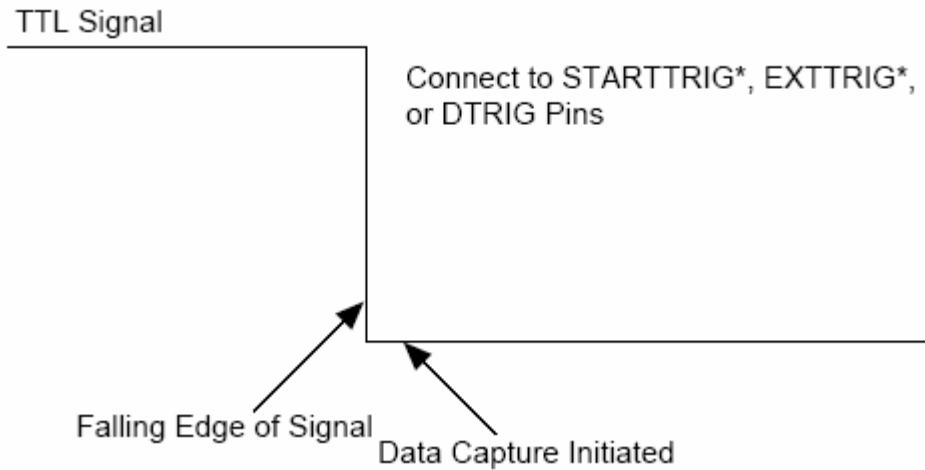 TTL Signal
Connect to STARTTRIG*, EXTTRIG*,
or DTRIG Pins
Falling Edge of Signal
Data Capture Initiated